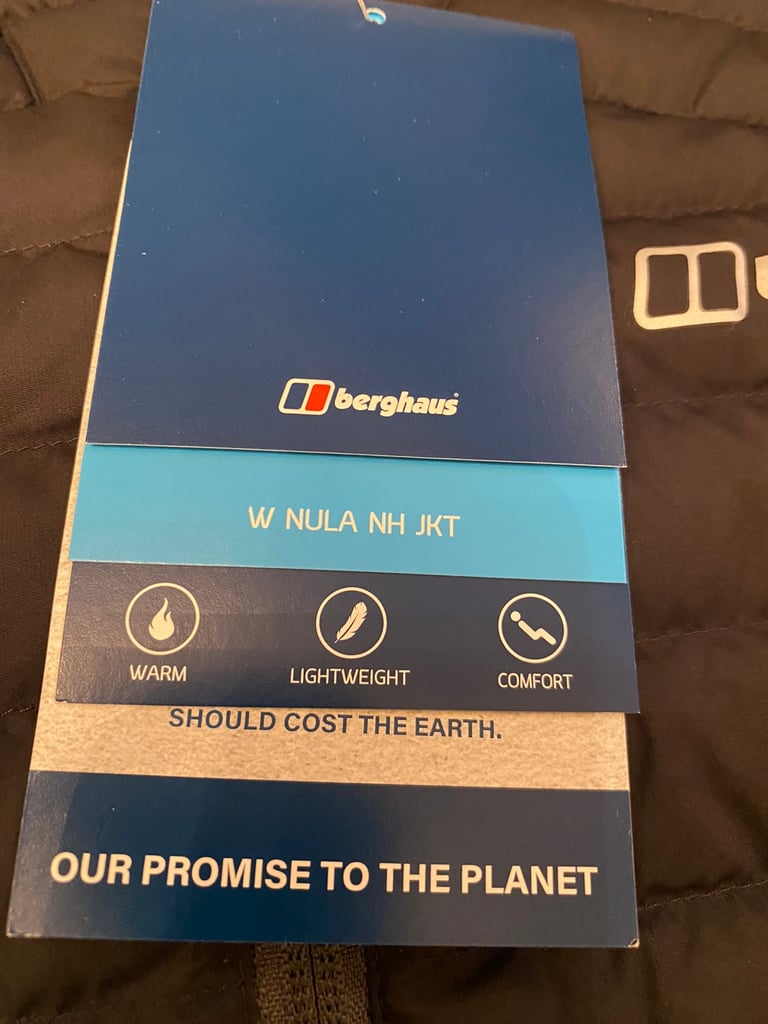 berghaus
W NULA NH JKT
WARM LIGHTWEIGHT COMFORT
SHOULD COST THE EARTH.
OUR PROMISE TO THE PLANET